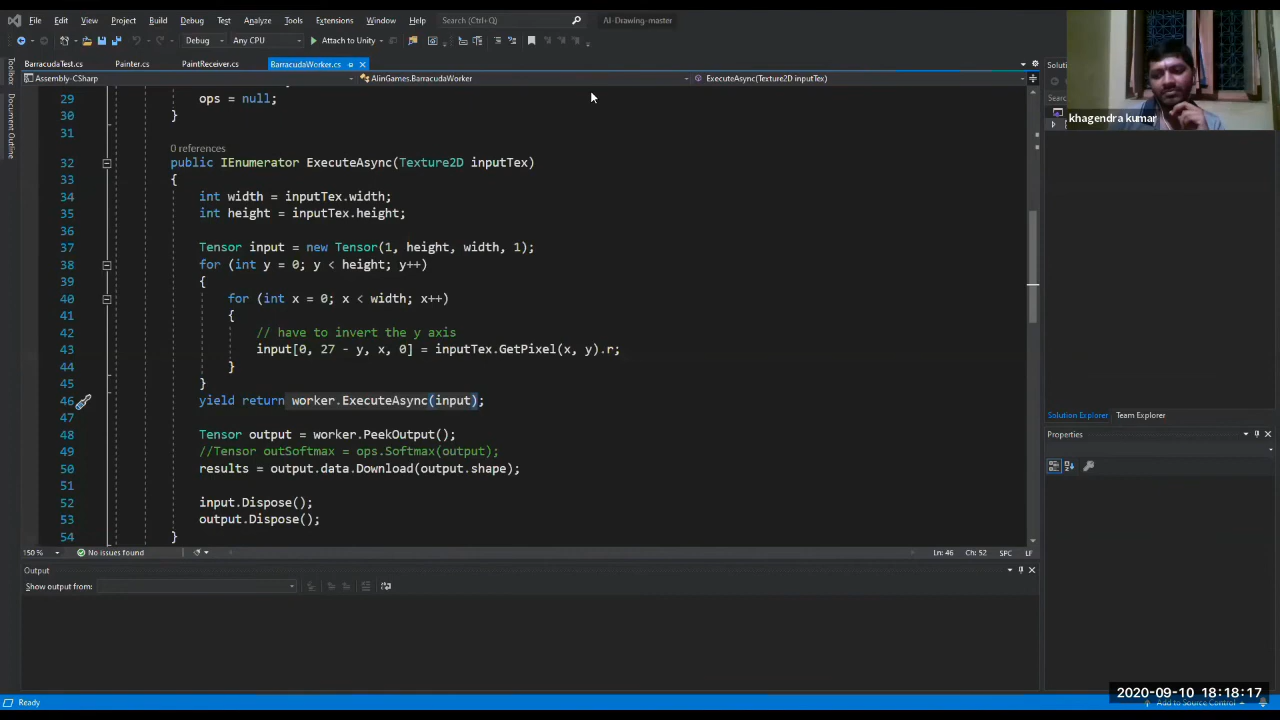 File Edit View Project Build Debug Test Analyze Tools Extensions Window Help Search (Ctrl+Q) AI-Drawing-master
Debug Any CPU Attach to Unity
BarracudaTest.cs Painter.cs PaintReceiver.cs BarracudaWorker.cs
Assembly-CSharp AlinGames.BarracudaWorker ExecuteAsync(Texture2D inputTex)
Toolbox
Document Outline
29 ops = null;
30 }
31
0 references
32 public IEnumerator ExecuteAsync(Texture2D inputTex)
33 {
34 int width = inputTex.width;
35 int height = inputTex.height;
36
37 Tensor input = new Tensor(1, height, width, 1);
38 for (int y = 0; y < height; y++)
39 {
40 for (int x = 0; x < width; x++)
41 {
42 // have to invert the y axis
43 input[0, 27 - y, x, 0] = inputTex.GetPixel(x, y).r;
44 }
45 }
46 yield return worker.ExecuteAsync(input);
47
48 Tensor output = worker.PeekOutput();
49 //Tensor outSoftmax = ops.Softmax(output);
50 results = output.data.Download(output.shape);
51
52 input.Dispose();
53 output.Dispose();
54 }
150 % No issues found Ln: 46 Ch: 52 SPC LF
Output
Show output from:
Ready
khagendra kumar
Solution Explorer Team Explorer
Properties
2020-09-10 18:18:17
Add to Source Control